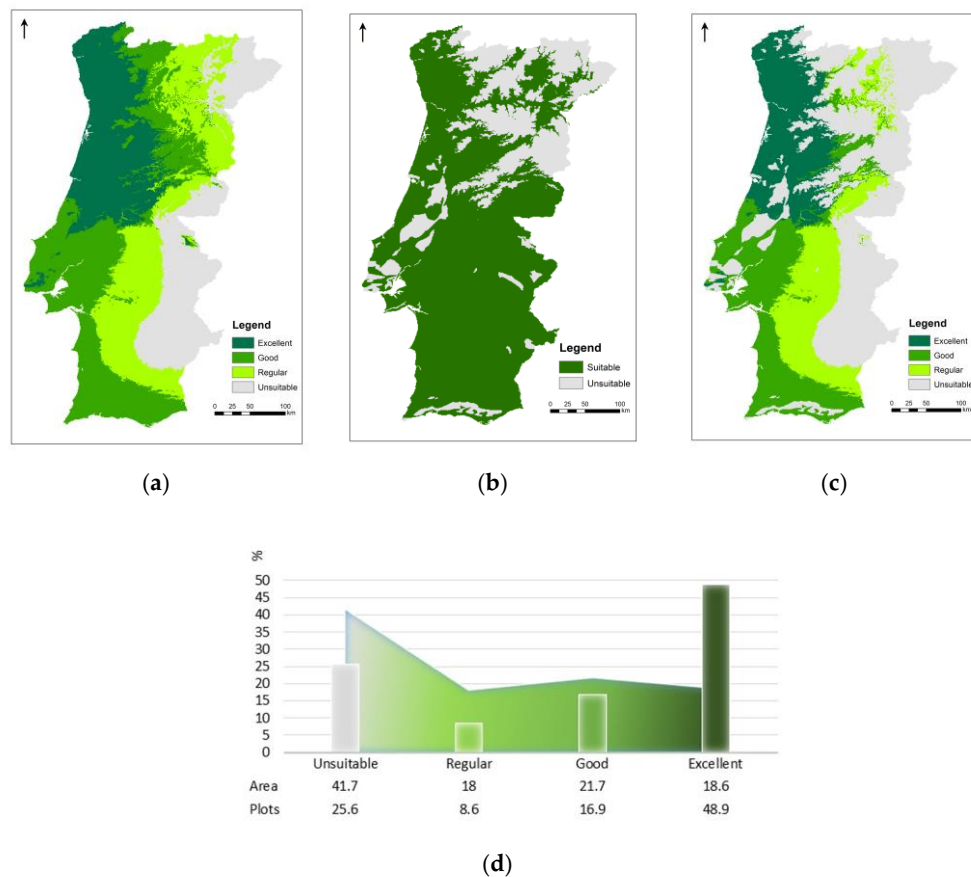 Legend
Excellent
Good
Regular
Unsuitable
0 25 50 100
km
(a)
Legend
Suitable
Unsuitable
0 25 50 100
km
(b)
Legend
Excellent
Good
Regular
Unsuitable
0 25 50 100
km
(c)
%
50
45
40
35
30
25
20
15
10
5
0
Unsuitable Regular Good Excellent
Area 41.7 18 21.7 18.6
Plots 25.6 8.6 16.9 48.9
(d)